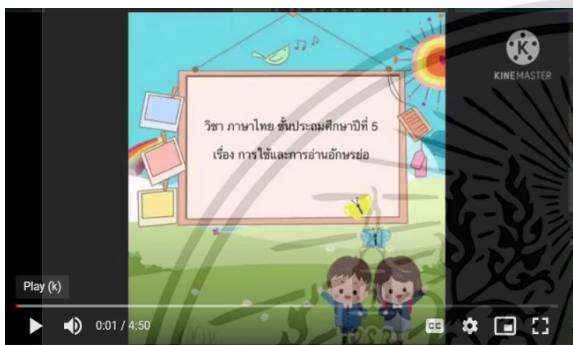 KINEMASTER
วิชา ภาษาไทย ชั้นประถมศึกษาปีที่ 5
เรื่อง การใช้และการอ่านอักษรย่อ
Play (k)
0:01 / 4:50
CC